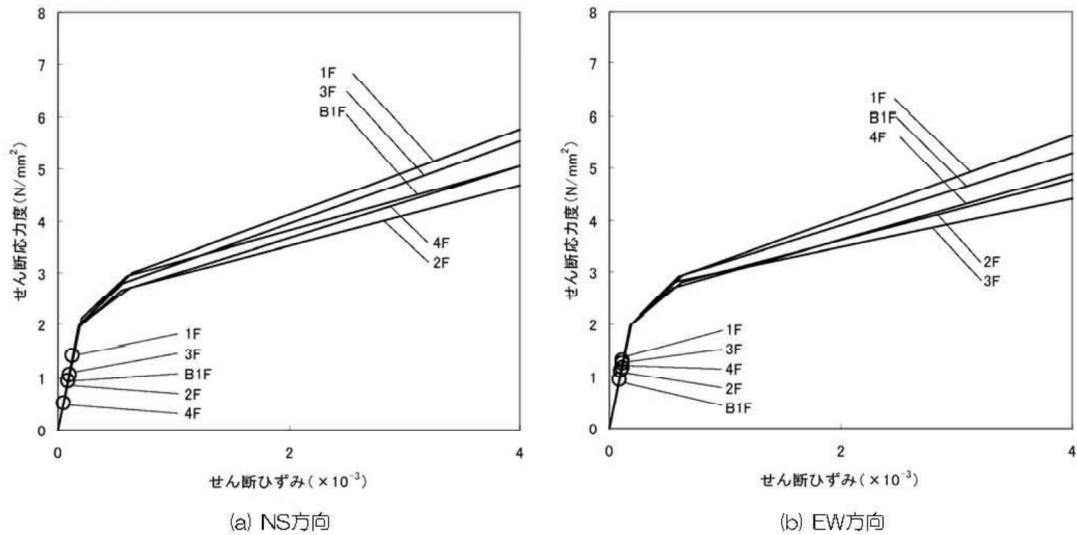 8
7
6
5
4
3
2
1
0
せん断応力度(N/mm²)
1F
3F
B1F
4F
2F
1F
3F
B1F
2F
4F
0
2
4
せん断ひずみ(×10⁻³)
(a) NS方向
8
7
6
5
4
3
2
1
0
せん断応力度(N/mm²)
1F
B1F
4F
2F
3F
1F
3F
4F
2F
B1F
0
2
4
せん断ひずみ(×10⁻³)
(b) EW方向